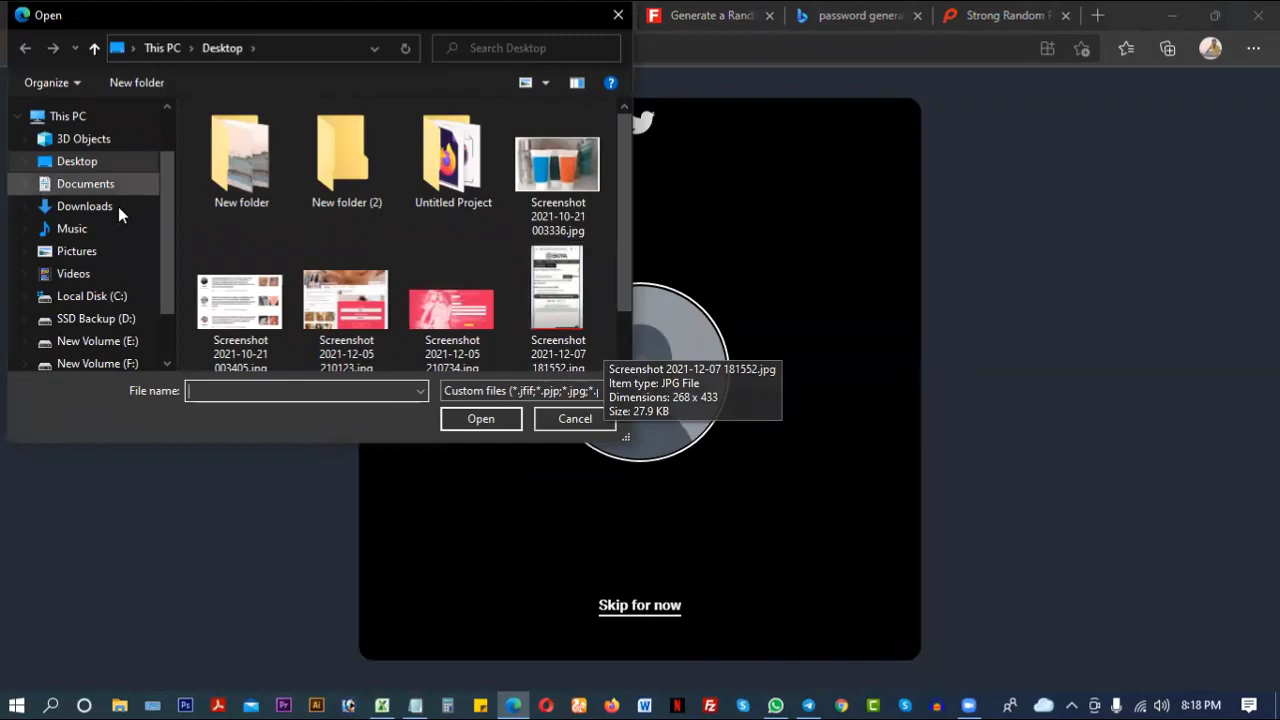 Open
Generate a Rand
password genera
Strong Random P
This PC
Desktop
Search Desktop
Organize
New folder
This PC
3D Objects
Desktop
Documents
Downloads
Music
Pictures
Videos
Local Disk (C:)
SSD Backup (D:)
New Volume (E:)
New Volume (F:)
New folder
New folder (2)
Untitled Project
Screenshot
2021-10-21
003336.jpg
Screenshot
2021-10-21
003405.jpg
Screenshot
2021-12-05
210123.jpg
Screenshot
2021-12-05
210734.jpg
Screenshot
2021-12-07
181552.jpg
File name:
Custom files (*.jfif;*.pjp;*.jpg;*.p
Open
Cancel
Screenshot 2021-12-07 181552.jpg
Item type: JPG File
Dimensions: 268 x 433
Size: 27.9 KB
Skip for now
8:18 PM